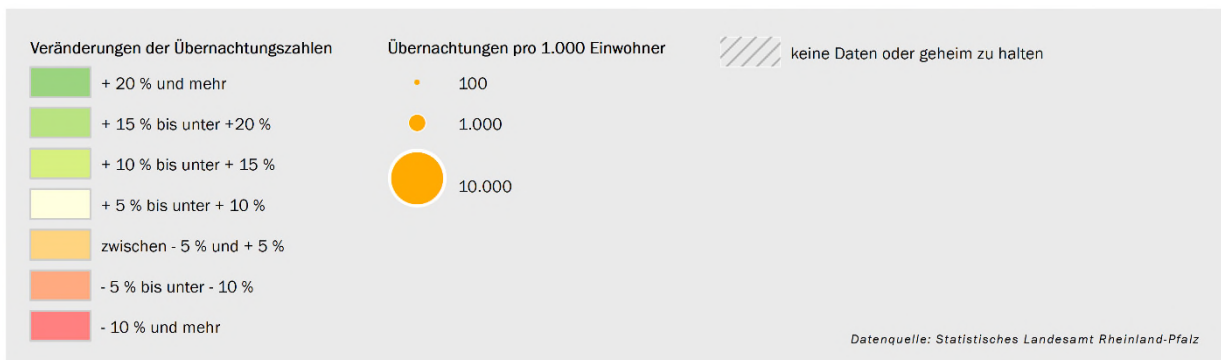 Veränderungen der Übernachtungszahlen
+ 20 % und mehr
+ 15 % bis unter +20 %
+ 10 % bis unter + 15 %
+ 5 % bis unter + 10 %
zwischen - 5 % und + 5 %
- 5 % bis unter - 10 %
- 10 % und mehr
Übernachtungen pro 1.000 Einwohner
100
1.000
10.000
keine Daten oder geheim zu halten
Datenquelle: Statistisches Landesamt Rheinland-Pfalz